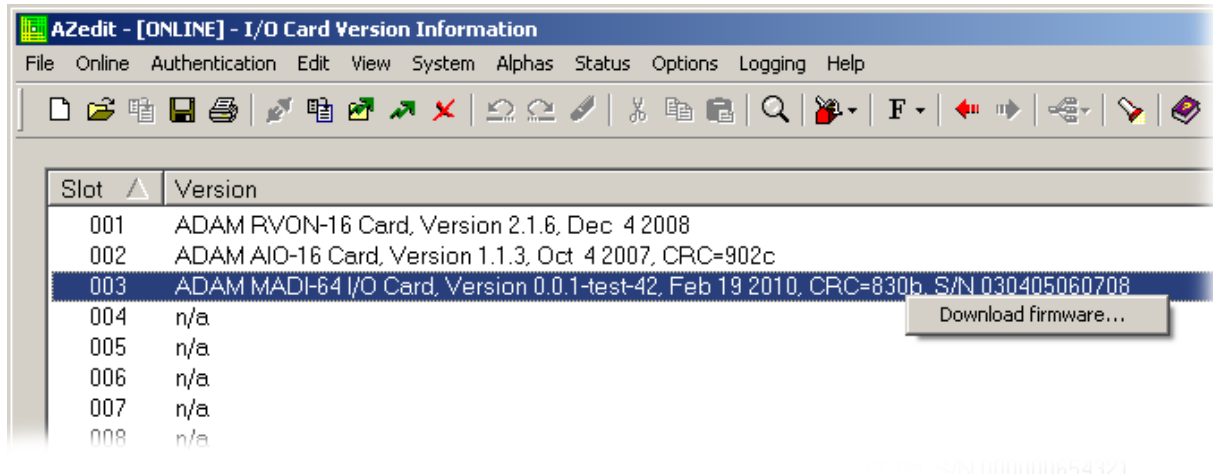 AZedit - [ONLINE] - I/O Card Version Information
File Online Authentication Edit View System Alphas Status Options Logging Help
F
Slot Version
001 ADAM RVON-16 Card, Version 2.1.6, Dec 4 2008
002 ADAM AIO-16 Card, Version 1.1.3, Oct 4 2007, CRC=902c
003 ADAM MADI-64 I/O Card, Version 0.0.1-test-42, Feb 19 2010, CRC=830b, S/N 030405060708
Download firmware...
004 n/a
005 n/a
006 n/a
007 n/a
008 n/a